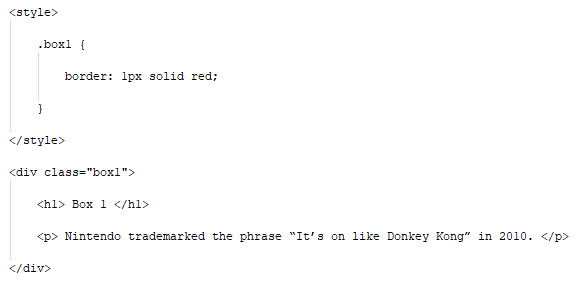 <style>
.box1 {
border: 1px solid red;
}
</style>
<div class="box1">
<h1> Box 1 </h1>
<p> Nintendo trademarked the phrase “It’s on like Donkey Kong” in 2010. </p>
</div>